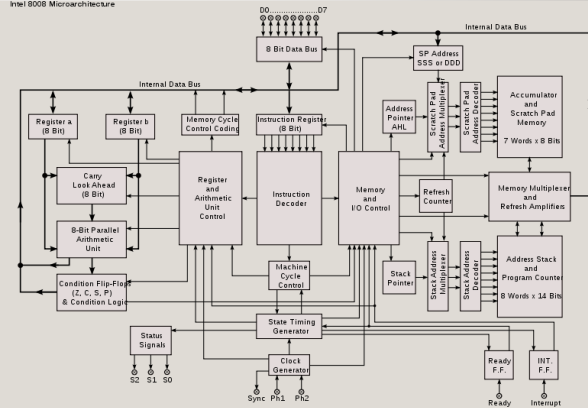 Intel 8008 Microarchitecture
D0...............D7
Internal Data Bus
8 Bit Data Bus
SP Address
SSS or DDD
Internal Data Bus
Register a
(8 Bit)
Register b
(8 Bit)
Memory Cycle
Control Coding
Instruction Register
(8 Bit)
Address
Pointer
AHL
Scratch Pad
Address Multiplexer
Scratch Pad
Address Decoder
Accumulator
and
Scratch Pad
Memory
7 Words x 8 Bits
Carry
Look Ahead
(8 Bit)
Register
and
Arithmetic
Unit
Control
Instruction
Decoder
Memory
and
I/O Control
Refresh
Counter
Memory Multiplexer
and
Refresh Amplifiers
8-Bit Parallel
Arithmetic
Unit
Condition Flip-Flops
(Z, C, S, P)
& Condition Logic
Machine
Cycle
Control
Stack
Pointer
Stack Address
Multiplexer
Stack Address
Decoder
Address Stack
and
Program Counter
8 Words x 14 Bits
State Timing
Generator
Status
Signals
Clock
Generator
Ready
F.F.
INT.
F.F.
S2 S1 S0
Sync Ph1 Ph2
Ready
Interrupt